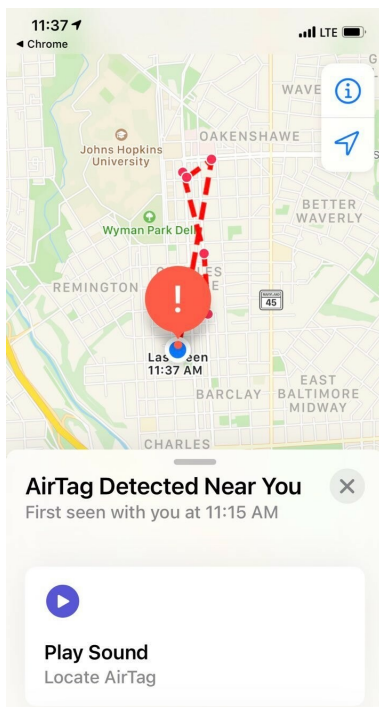 11:37
LTE
◀ Chrome
WAVE
OAKENSHAWE
Johns Hopkins
University
BETTER
WAVERLY
Wyman Park Dell
REMINGTON
45
Last Seen
11:37 AM
EAST
BARCLAY
BALTIMORE
MIDWAY
CHARLES
AirTag Detected Near You
First seen with you at 11:15 AM
Play Sound
Locate AirTag